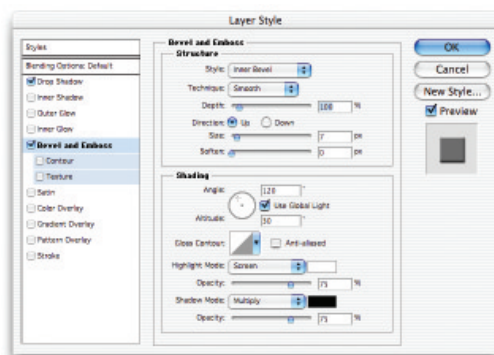 Layer Style
Styles
Blending Options: Default
Drop Shadow
Inner Shadow
Outer Glow
Inner Glow
Bevel and Emboss
Contour
Texture
Satin
Color Overlay
Gradient Overlay
Pattern Overlay
Stroke
Bevel and Emboss
Structure
Style: Inner Bevel
Technique: Smooth
Depth: 100 %
Direction: Up Down
Size: 7 px
Soften: 0 px
Shading
Angle: 120 °
Use Global Light
Altitude: 30 °
Gloss Contour: Anti-aliased
Highlight Mode: Screen
Opacity: 75 %
Shadow Mode: Multiply
Opacity: 75 %
OK
Cancel
New Style...
Preview